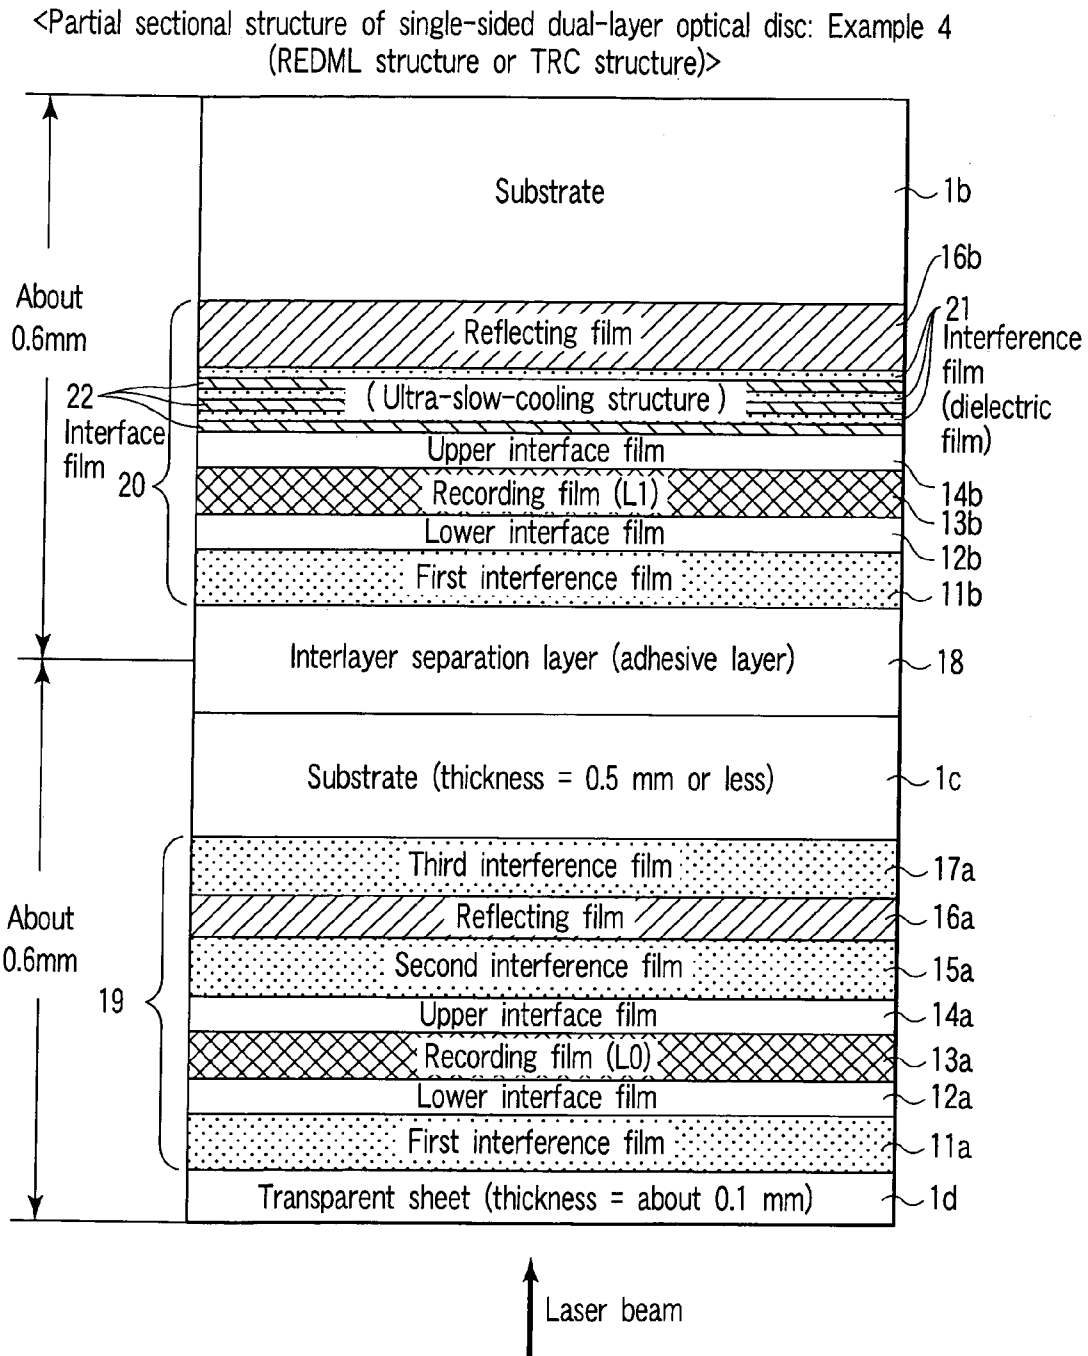 <Partial sectional structure of single-sided dual-layer optical disc: Example 4
(REDML structure or TRC structure)>
Substrate
1b
16b
About
0.6mm
Reflecting film
21
Interference
film
(dielectric
film)
22
Interface
film
(Ultra-slow-cooling structure)
Upper interface film
14b
20
Recording film (L1)
13b
Lower interface film
12b
First interference film
11b
Interlayer separation layer (adhesive layer)
18
Substrate (thickness = 0.5 mm or less)
1c
Third interference film
17a
About
0.6mm
Reflecting film
16a
Second interference film
15a
19
Upper interface film
14a
Recording film (L0)
13a
Lower interface film
12a
First interference film
11a
Transparent sheet (thickness = about 0.1 mm)
1d
Laser beam